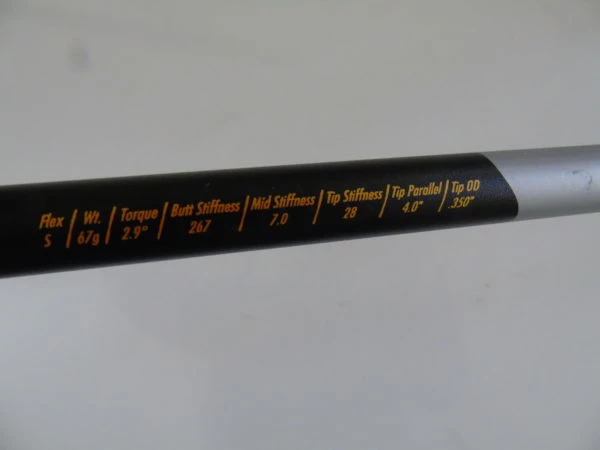 Flex | Wt. | Torque | Butt Stiffness | Mid Stiffness | Tip Stiffness | Tip Parallel | Tip OD
S | 67g | 2.9° | 267 | 7.0 | 28 | 4.0" | .350"